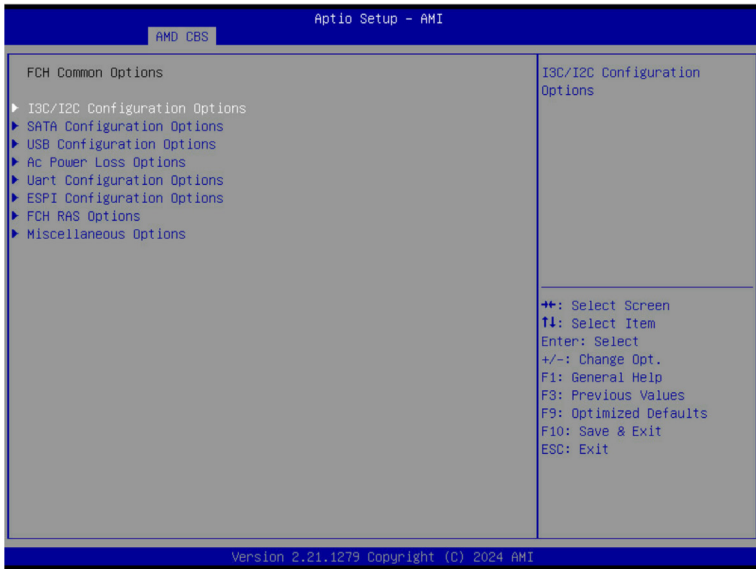 Aptio Setup – AMI
AMD CBS
FCH Common Options
I3C/I2C Configuration Options
SATA Configuration Options
USB Configuration Options
Ac Power Loss Options
Uart Configuration Options
ESPI Configuration Options
FCH RAS Options
Miscellaneous Options
I3C/I2C Configuration
Options
→←: Select Screen
↑↓: Select Item
Enter: Select
+/-: Change Opt.
F1: General Help
F3: Previous Values
F9: Optimized Defaults
F10: Save & Exit
ESC: Exit
Version 2.21.1279 Copyright (C) 2024 AMI